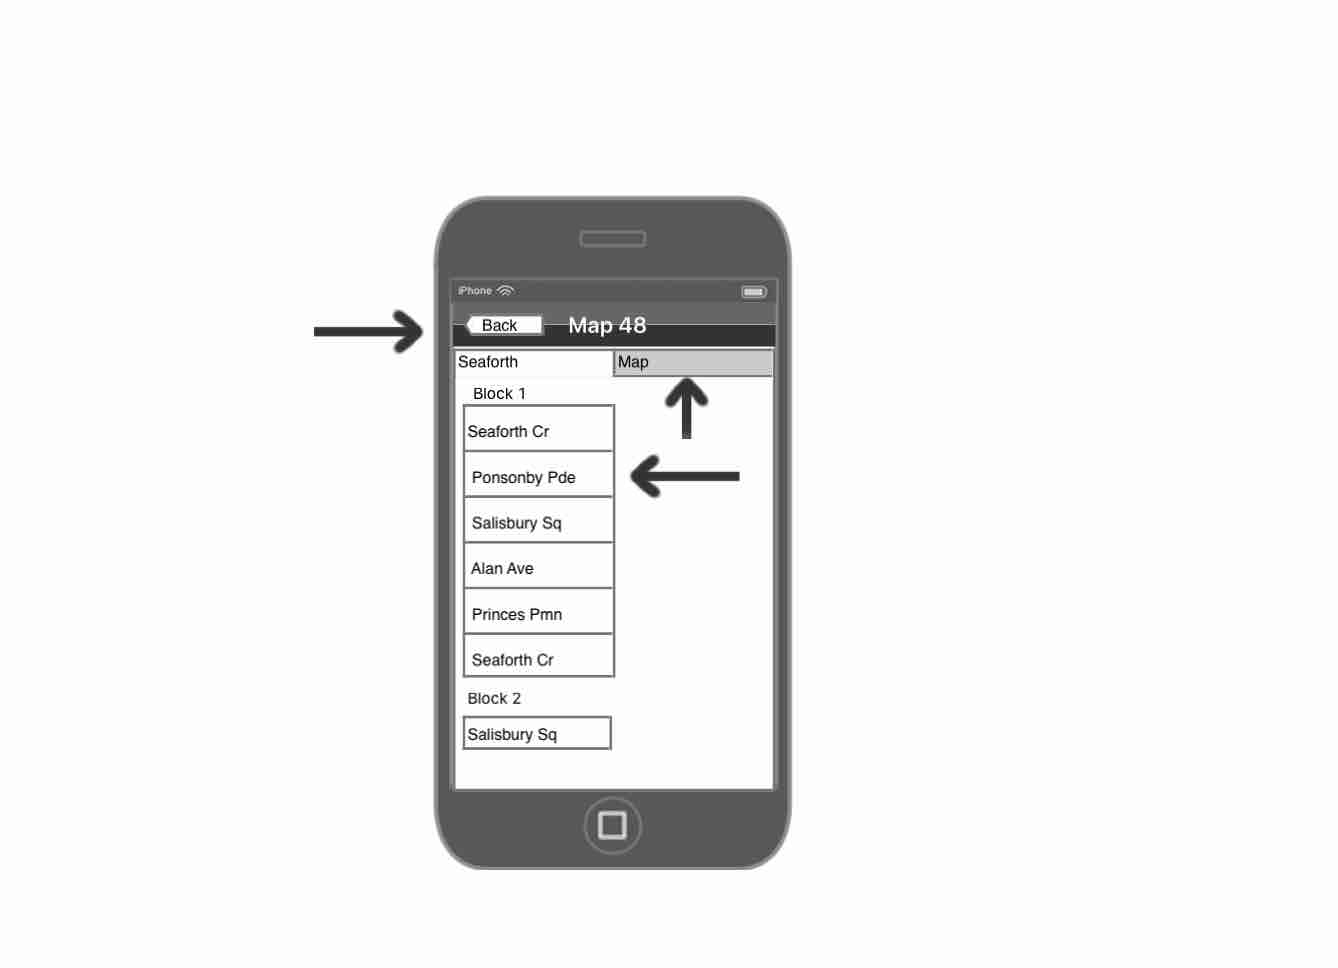 iPhone
Back Map 48
Seaforth Map
Block 1
Seaforth Cr
Ponsonby Pde
Salisbury Sq
Alan Ave
Princes Pmn
Seaforth Cr
Block 2
Salisbury Sq